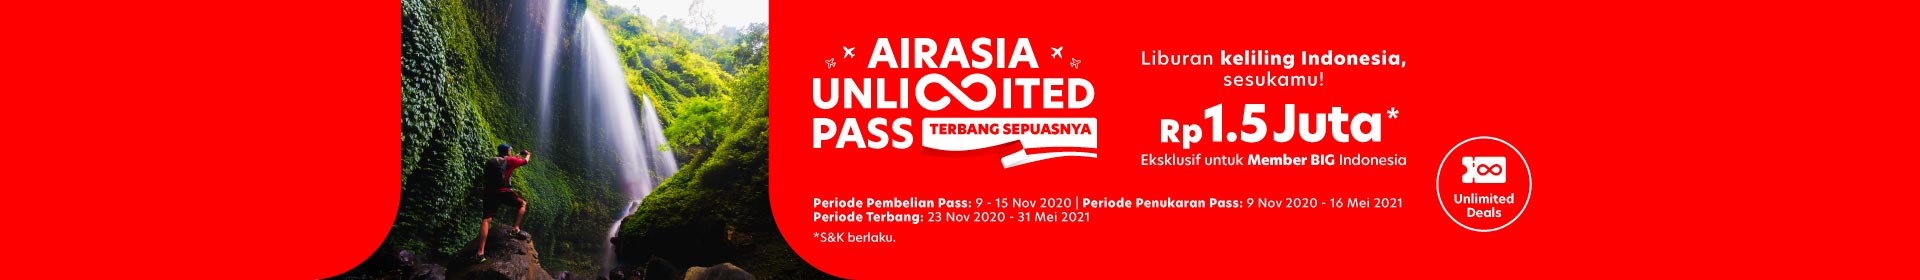 AIRASIA
UNLIMITED
PASS TERBANG SEPUASNYA
Liburan keliling Indonesia,
sesukamu!
Rp1.5 Juta*
Eksklusif untuk Member BIG Indonesia
Periode Pembelian Pass: 9 - 15 Nov 2020 | Periode Penukaran Pass: 9 Nov 2020 - 16 Mei 2021
Periode Terbang: 23 Nov 2020 - 31 Mei 2021
*S&K berlaku.
Unlimited
Deals